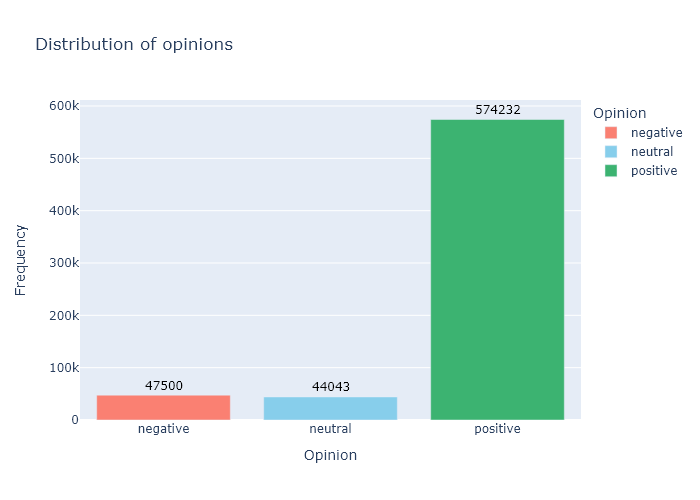 Distribution of opinions
574232
47500
44043
600k
500k
400k
300k
200k
100k
0
Frequency
negative
neutral
positive
Opinion
Opinion
negative
neutral
positive